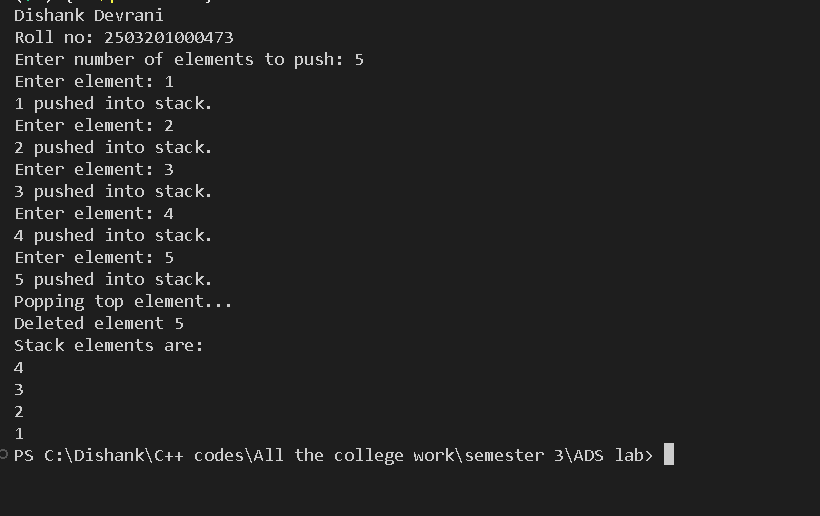 Dishank Devrani
Roll no: 2503201000473
Enter number of elements to push: 5
Enter element: 1
1 pushed into stack.
Enter element: 2
2 pushed into stack.
Enter element: 3
3 pushed into stack.
Enter element: 4
4 pushed into stack.
Enter element: 5
5 pushed into stack.
Popping top element...
Deleted element 5
Stack elements are:
4
3
2
1
PS C:\Dishank\C++ codes\All the college work\semester 3\ADS lab>